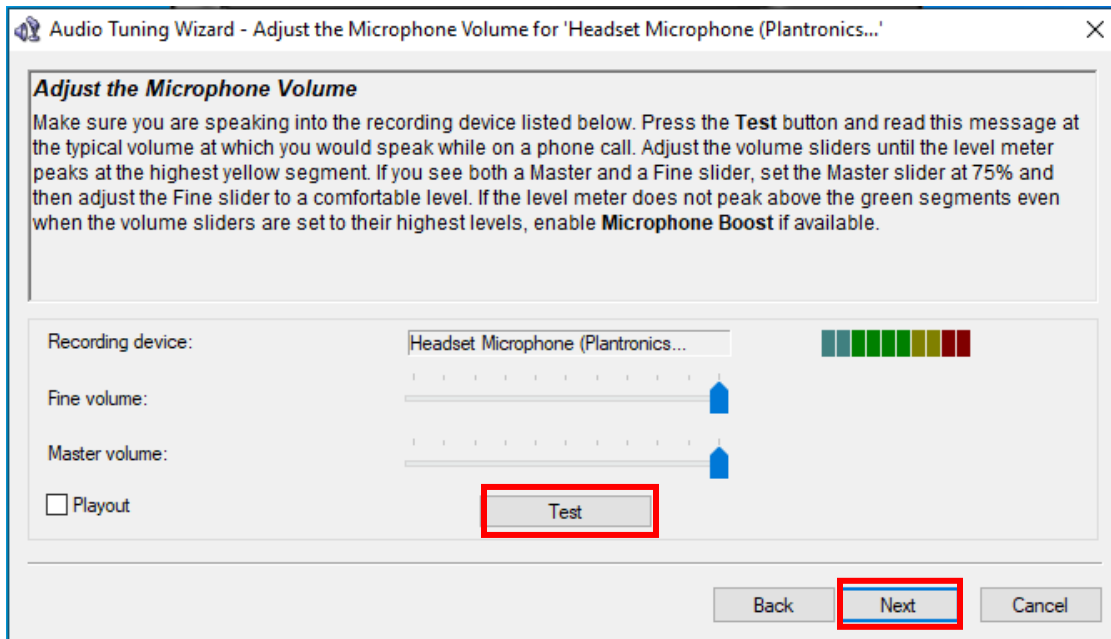 Audio Tuning Wizard - Adjust the Microphone Volume for 'Headset Microphone (Plantronics...'
Adjust the Microphone Volume
Make sure you are speaking into the recording device listed below. Press the Test button and read this message at
the typical volume at which you would speak while on a phone call. Adjust the volume sliders until the level meter
peaks at the highest yellow segment. If you see both a Master and a Fine slider, set the Master slider at 75% and
then adjust the Fine slider to a comfortable level. If the level meter does not peak above the green segments even
when the volume sliders are set to their highest levels, enable Microphone Boost if available.
Recording device: Headset Microphone (Plantronics...
Fine volume:
Master volume:
Playout Test
Back Next Cancel